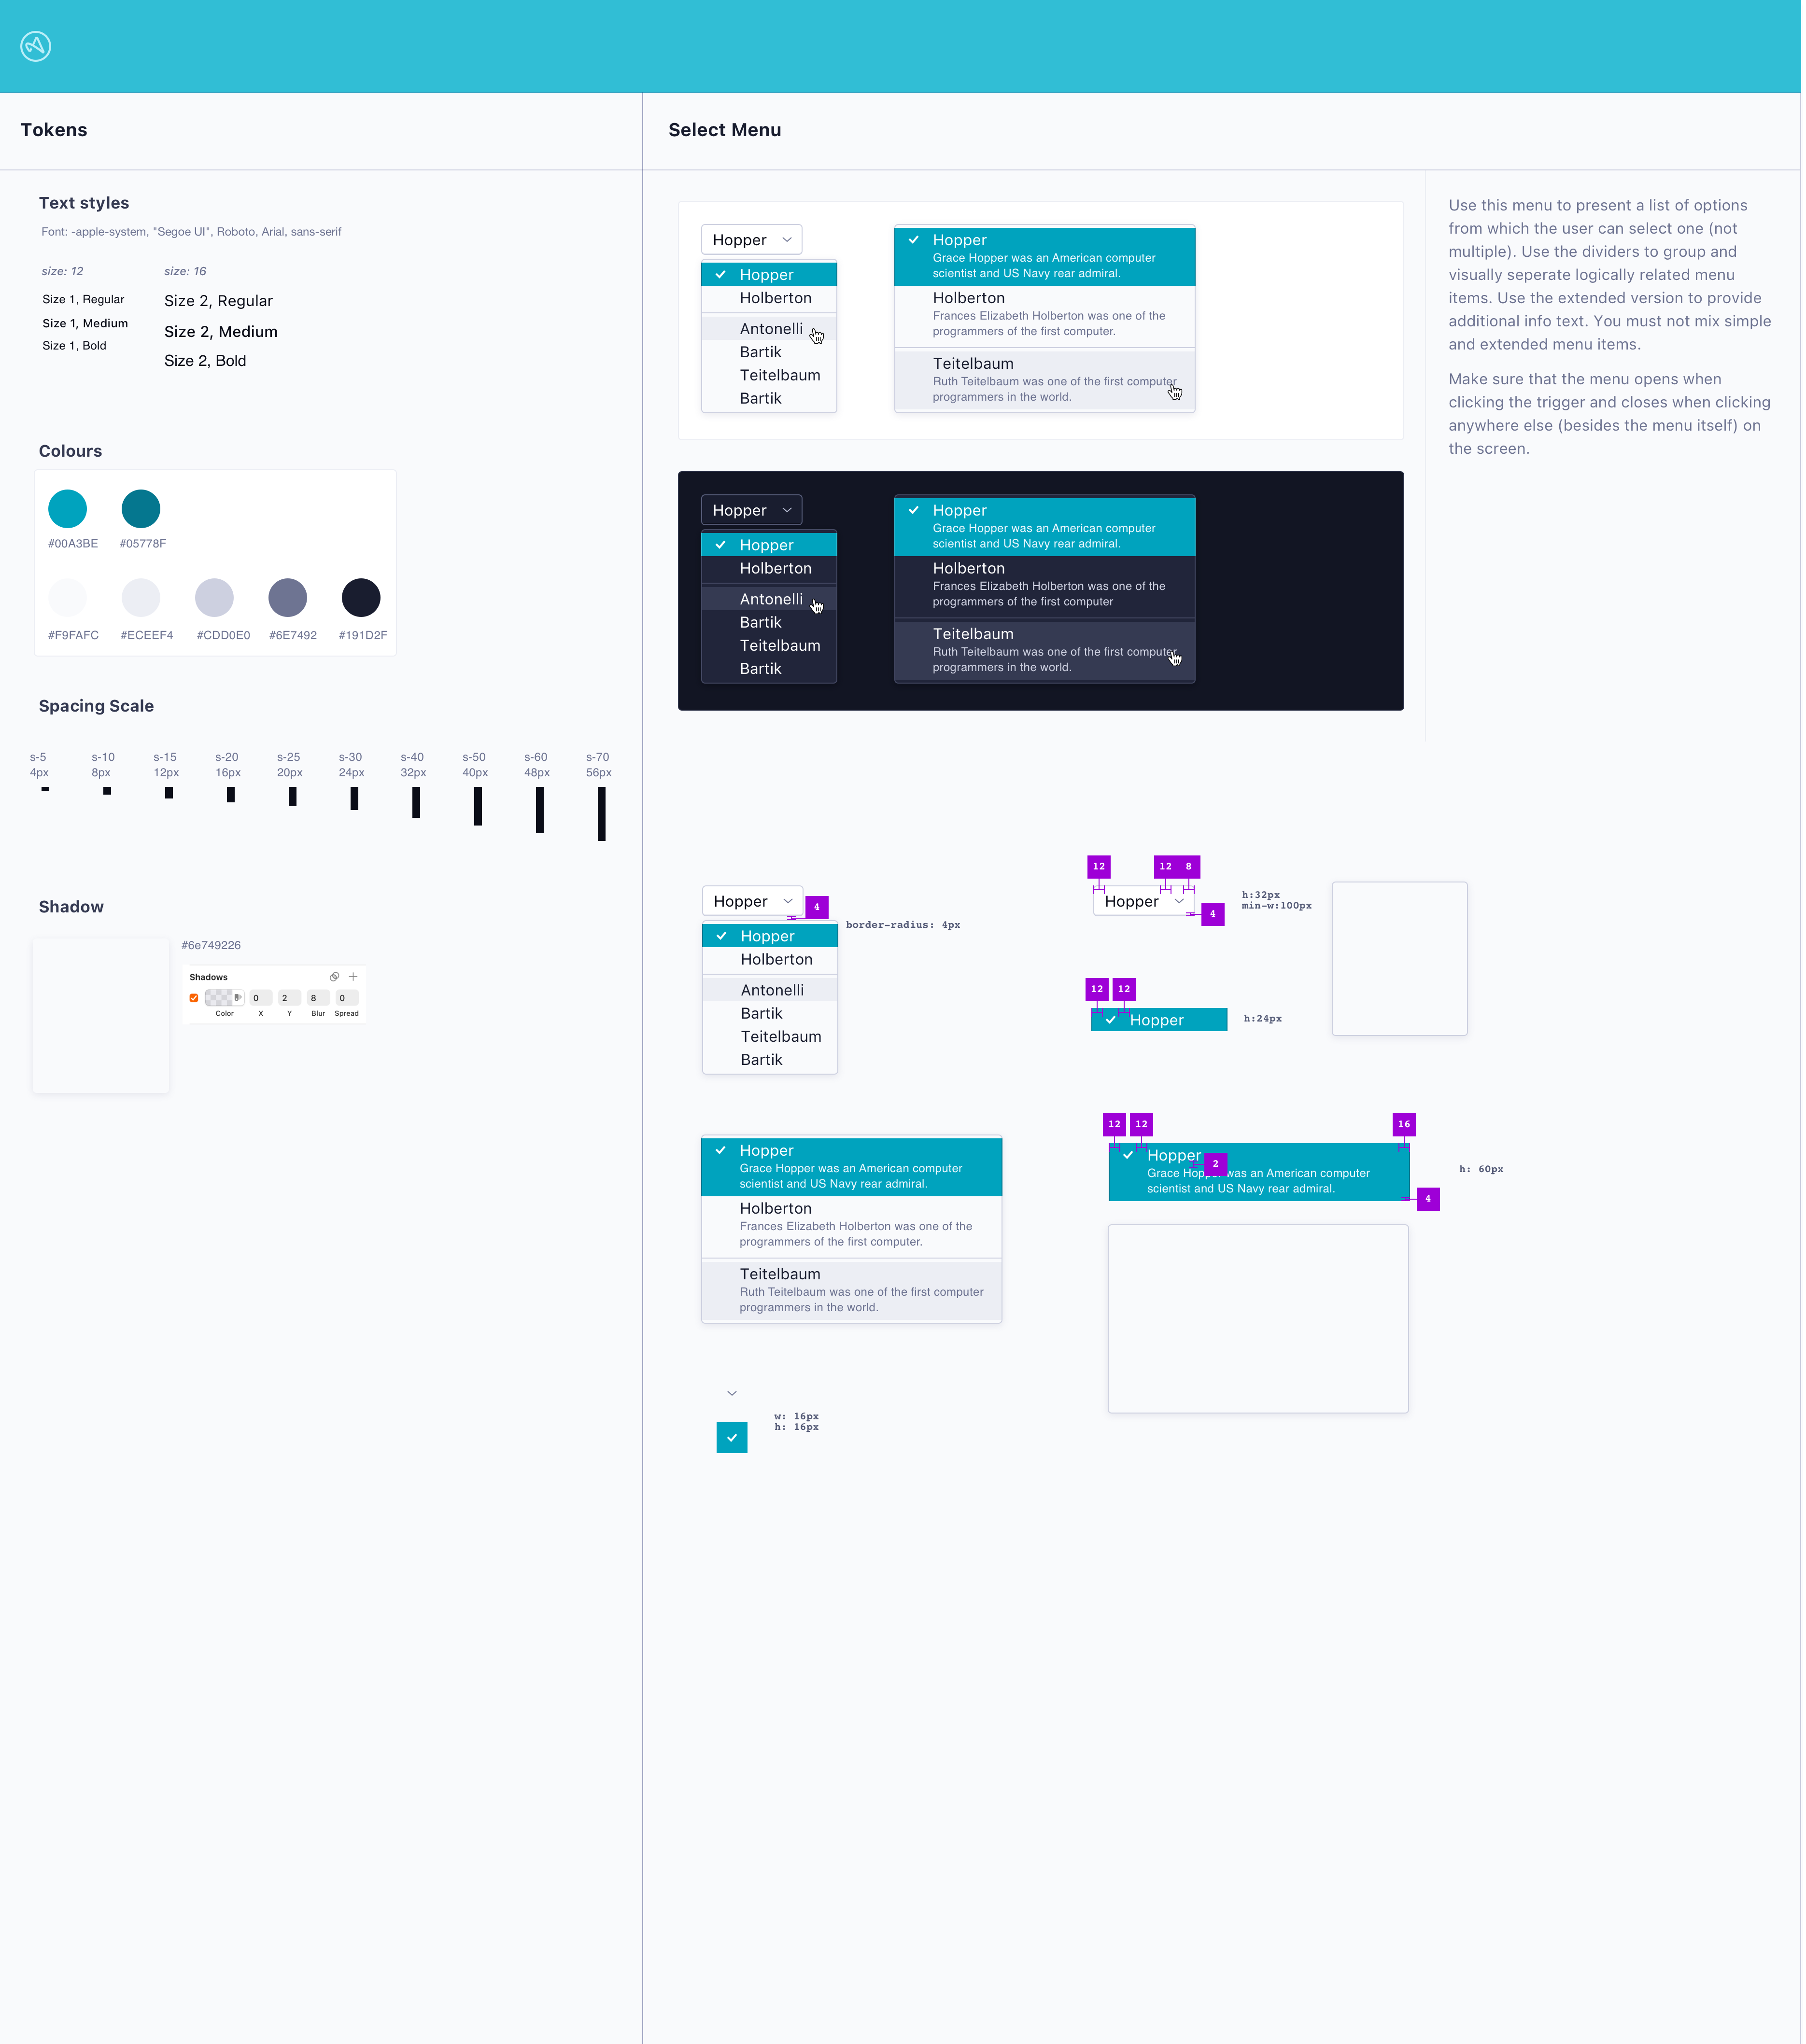 Tokens
Text styles
Font: -apple-system, "Segoe UI", Roboto, Arial, sans-serif
size: 12
size: 16
Size 1, Regular
Size 2, Regular
Size 1, Medium
Size 2, Medium
Size 1, Bold
Size 2, Bold
Colours
#00A3BE
#05778F
#F9FAFC
#ECEEF4
#CDD0E0
#6E7492
#191D2F
Spacing Scale
s-5
4px
s-10
8px
s-15
12px
s-20
16px
s-25
20px
s-30
24px
s-40
32px
s-50
40px
s-60
48px
s-70
56px
Shadow
#6e749226
Shadows
0
2
8
0
Color
X
Y
Blur
Spread
Select Menu
Hopper
Hopper
Holberton
Antonelli
Bartik
Teitelbaum
Bartik
Hopper
Grace Hopper was an American computer
scientist and US Navy rear admiral.
Holberton
Frances Elizabeth Holberton was one of the
programmers of the first computer.
Teitelbaum
Ruth Teitelbaum was one of the first computer
programmers in the world.
Use this menu to present a list of options
from which the user can select one (not
multiple). Use the dividers to group and
visually seperate logically related menu
items. Use the extended version to provide
additional info text. You must not mix simple
and extended menu items.
Make sure that the menu opens when
clicking the trigger and closes when clicking
anywhere else (besides the menu itself) on
the screen.
Hopper
Hopper
Holberton
Antonelli
Bartik
Teitelbaum
Bartik
Hopper
Grace Hopper was an American computer
scientist and US Navy rear admiral.
Holberton
Frances Elizabeth Holberton was one of the
programmers of the first computer
Teitelbaum
Ruth Teitelbaum was one of the first computer
programmers in the world.
Hopper
4
border-radius: 4px
Hopper
Holberton
Antonelli
Bartik
Teitelbaum
Bartik
12
12
8
Hopper
4
h:32px
min-w:100px
12
12
Hopper
h:24px
Hopper
Grace Hopper was an American computer
scientist and US Navy rear admiral.
Holberton
Frances Elizabeth Holberton was one of the
programmers of the first computer.
Teitelbaum
Ruth Teitelbaum was one of the first computer
programmers in the world.
12
12
16
Hopper
2
Grace Hopp was an American computer
scientist and US Navy rear admiral.
4
h: 60px
w: 16px
h: 16px